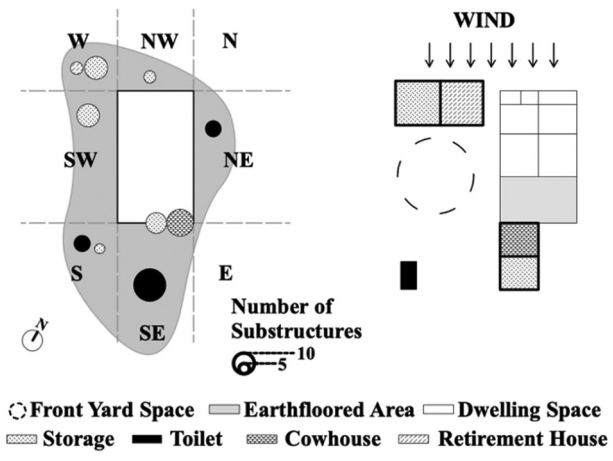 WIND
W NW N
SW NE
S E
SE
N
Number of
Substructures
10
5
Front Yard Space Earthfloored Area Dwelling Space
Storage Toilet Cowhouse Retirement House